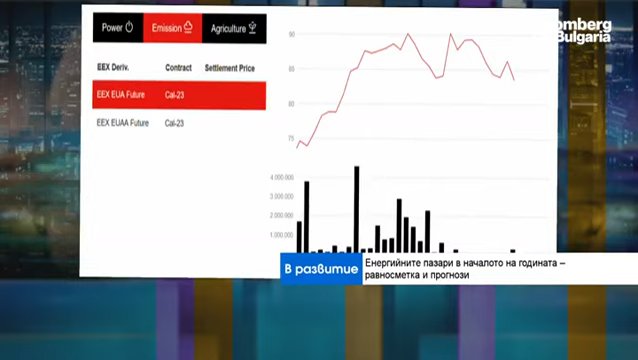 Power
Emission
Agriculture
EEX Deriv. Contract Settlement Price
EEX EUA Future Cal-23
EEX EUAA Future Cal-23
90
85
80
75
4.000.000
3.000.000
2.000.000
1.000.000
omberg
Bulgaria
В развитие
Енергийните пазари в началото на годината –
равносметка и прогнози